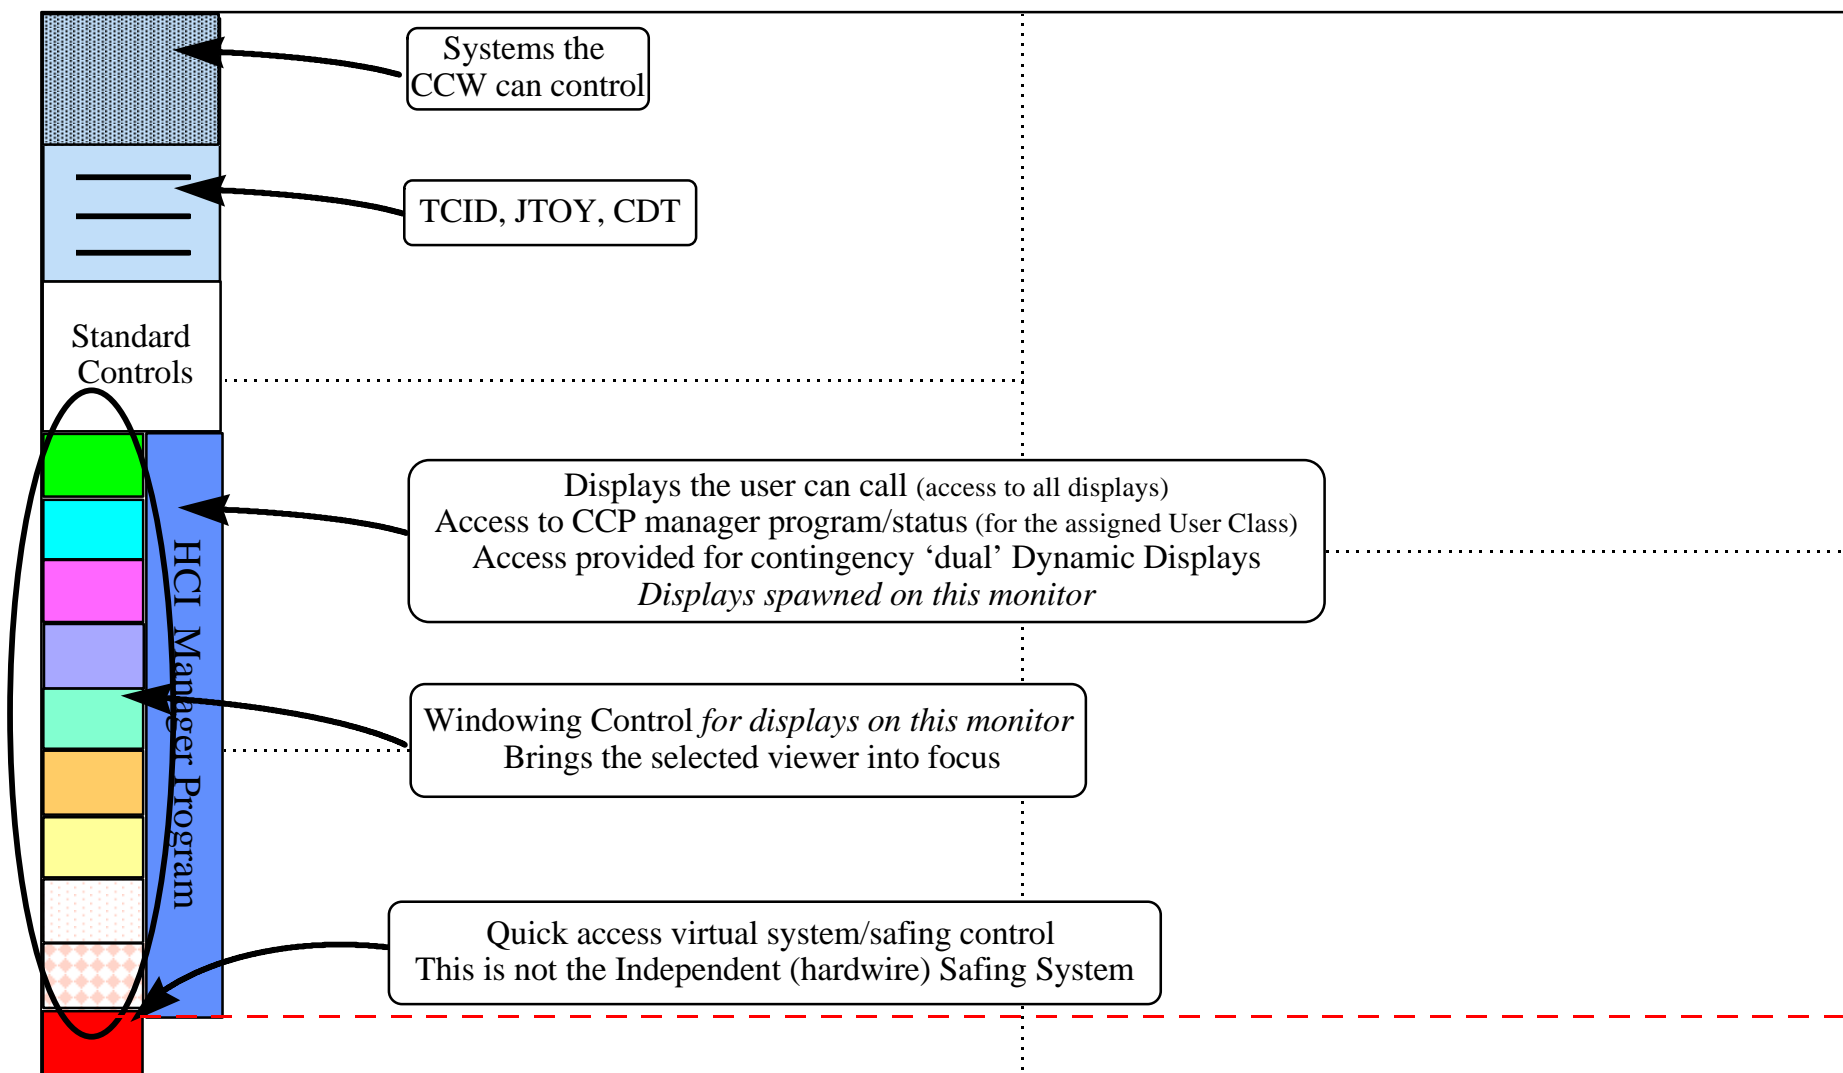 Systems the
CCW can control
TCID, JTOY, CDT
Standard
Controls
HCI Manager Program
Displays the user can call (access to all displays)
Access to CCP manager program/status (for the assigned User Class)
Access provided for contingency ‘dual’ Dynamic Displays
Displays spawned on this monitor
Windowing Control for displays on this monitor
Brings the selected viewer into focus
Quick access virtual system/safing control
This is not the Independent (hardwire) Safing System